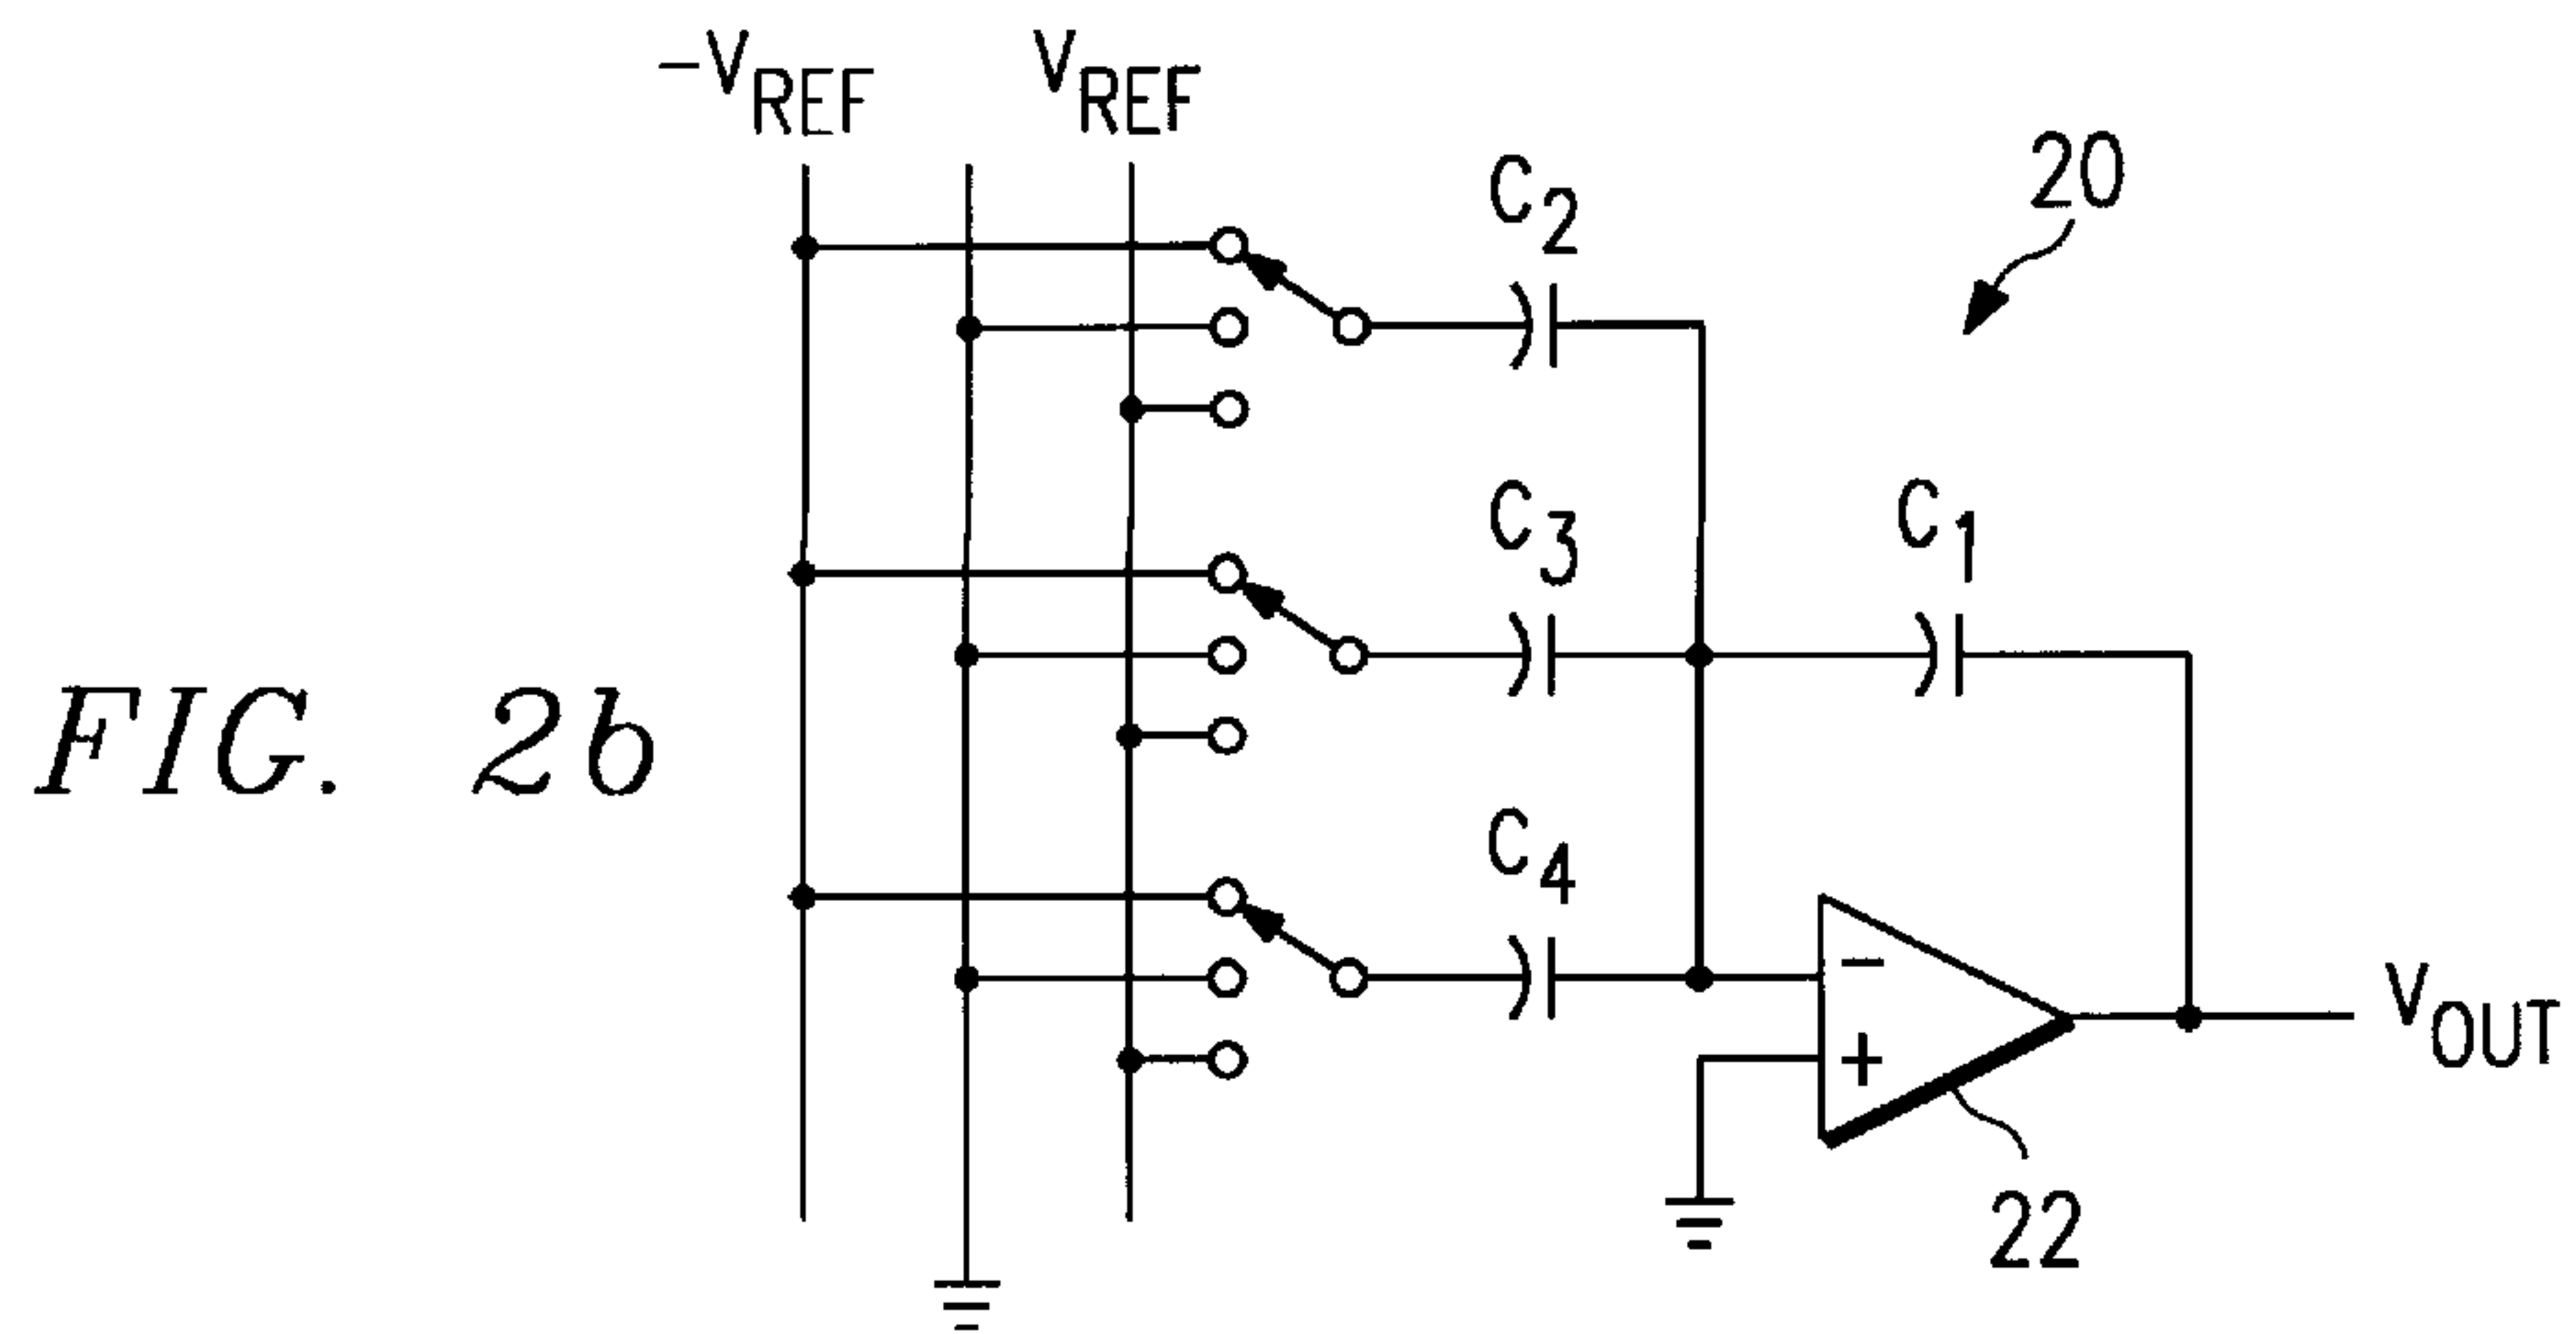 -VREF
VREF
C2
20
C3
C1
FIG. 2b
C4
-
+
VOUT
22